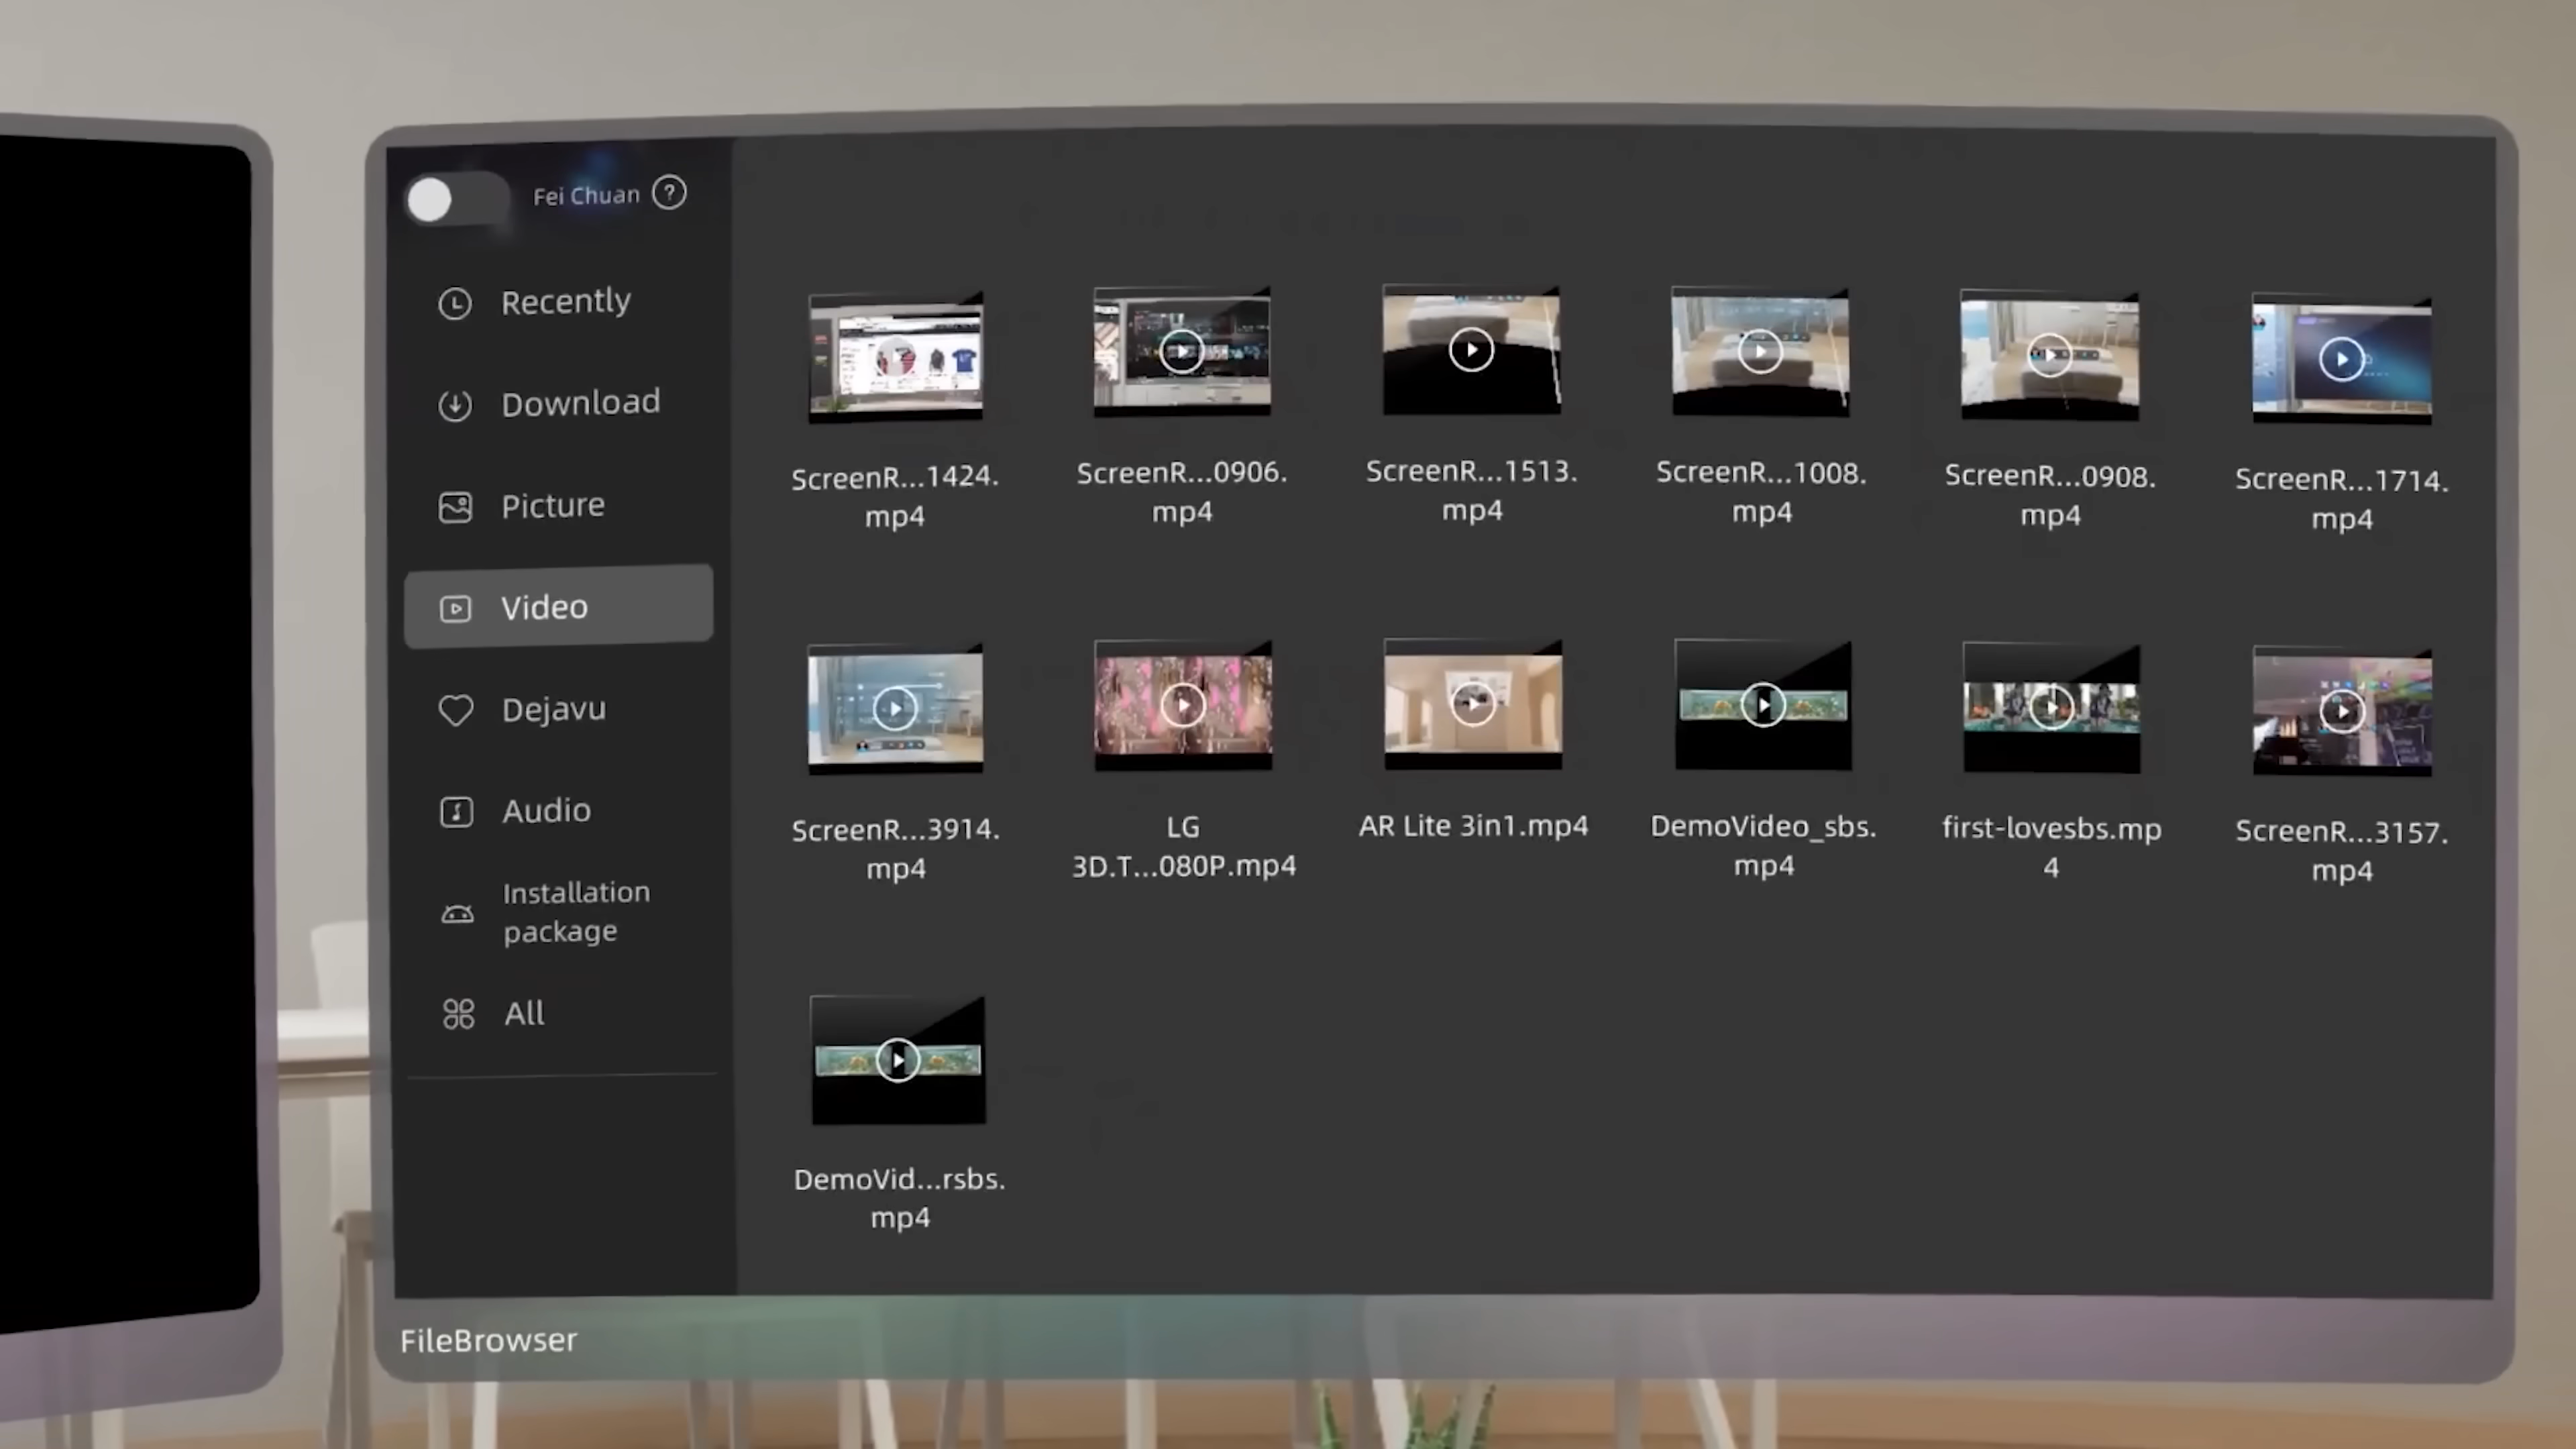 Fei Chuan ?
Recently
Download
Picture
Video
Dejavu
Audio
Installation
package
All
ScreenR...1424.
mp4
ScreenR...0906.
mp4
ScreenR...1513.
mp4
ScreenR...1008.
mp4
ScreenR...0908.
mp4
ScreenR...1714.
mp4
ScreenR...3914.
mp4
LG
3D.T...080P.mp4
AR Lite 3in1.mp4
DemoVideo_sbs.
mp4
first-lovesbs.mp
4
ScreenR...3157.
mp4
DemoVid...rsbs.
mp4
FileBrowser